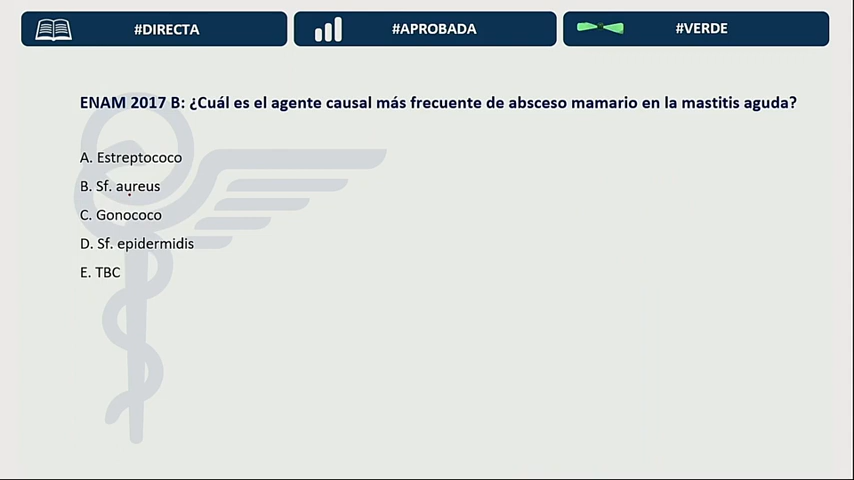 #DIRECTA
#APROBADA
#VERDE
ENAM 2017 B: ¿Cuál es el agente causal más frecuente de absceso mamario en la mastitis aguda?
A. Estreptococo
B. Sf. aureus
C. Gonococo
D. Sf. epidermidis
E. TBC